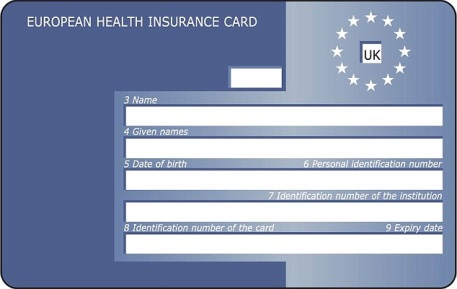 EUROPEAN HEALTH INSURANCE CARD
UK
3 Name
4 Given names
5 Date of birth 6 Personal identification number
7 Identification number of the institution
8 Identification number of the card 9 Expiry date